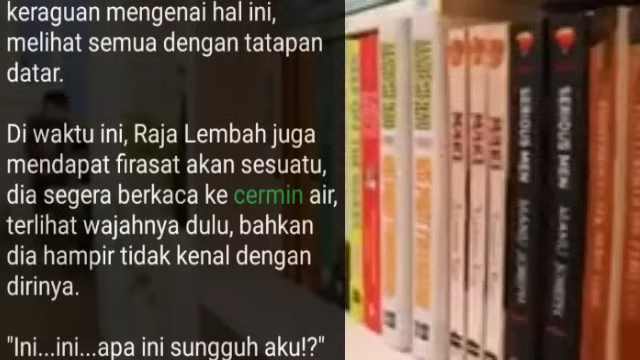 keraguan mengenai hal ini,
melihat semua dengan tatapan
datar.
Di waktu ini, Raja Lembah juga
mendapat firasat akan sesuatu,
dia segera berkaca ke cermin air,
terlihat wajahnya dulu, bahkan
dia hampir tidak kenal dengan
dirinya.
"Ini...ini...apa ini sungguh aku!?"
SERIOUS MEN
SERIOUS MEN